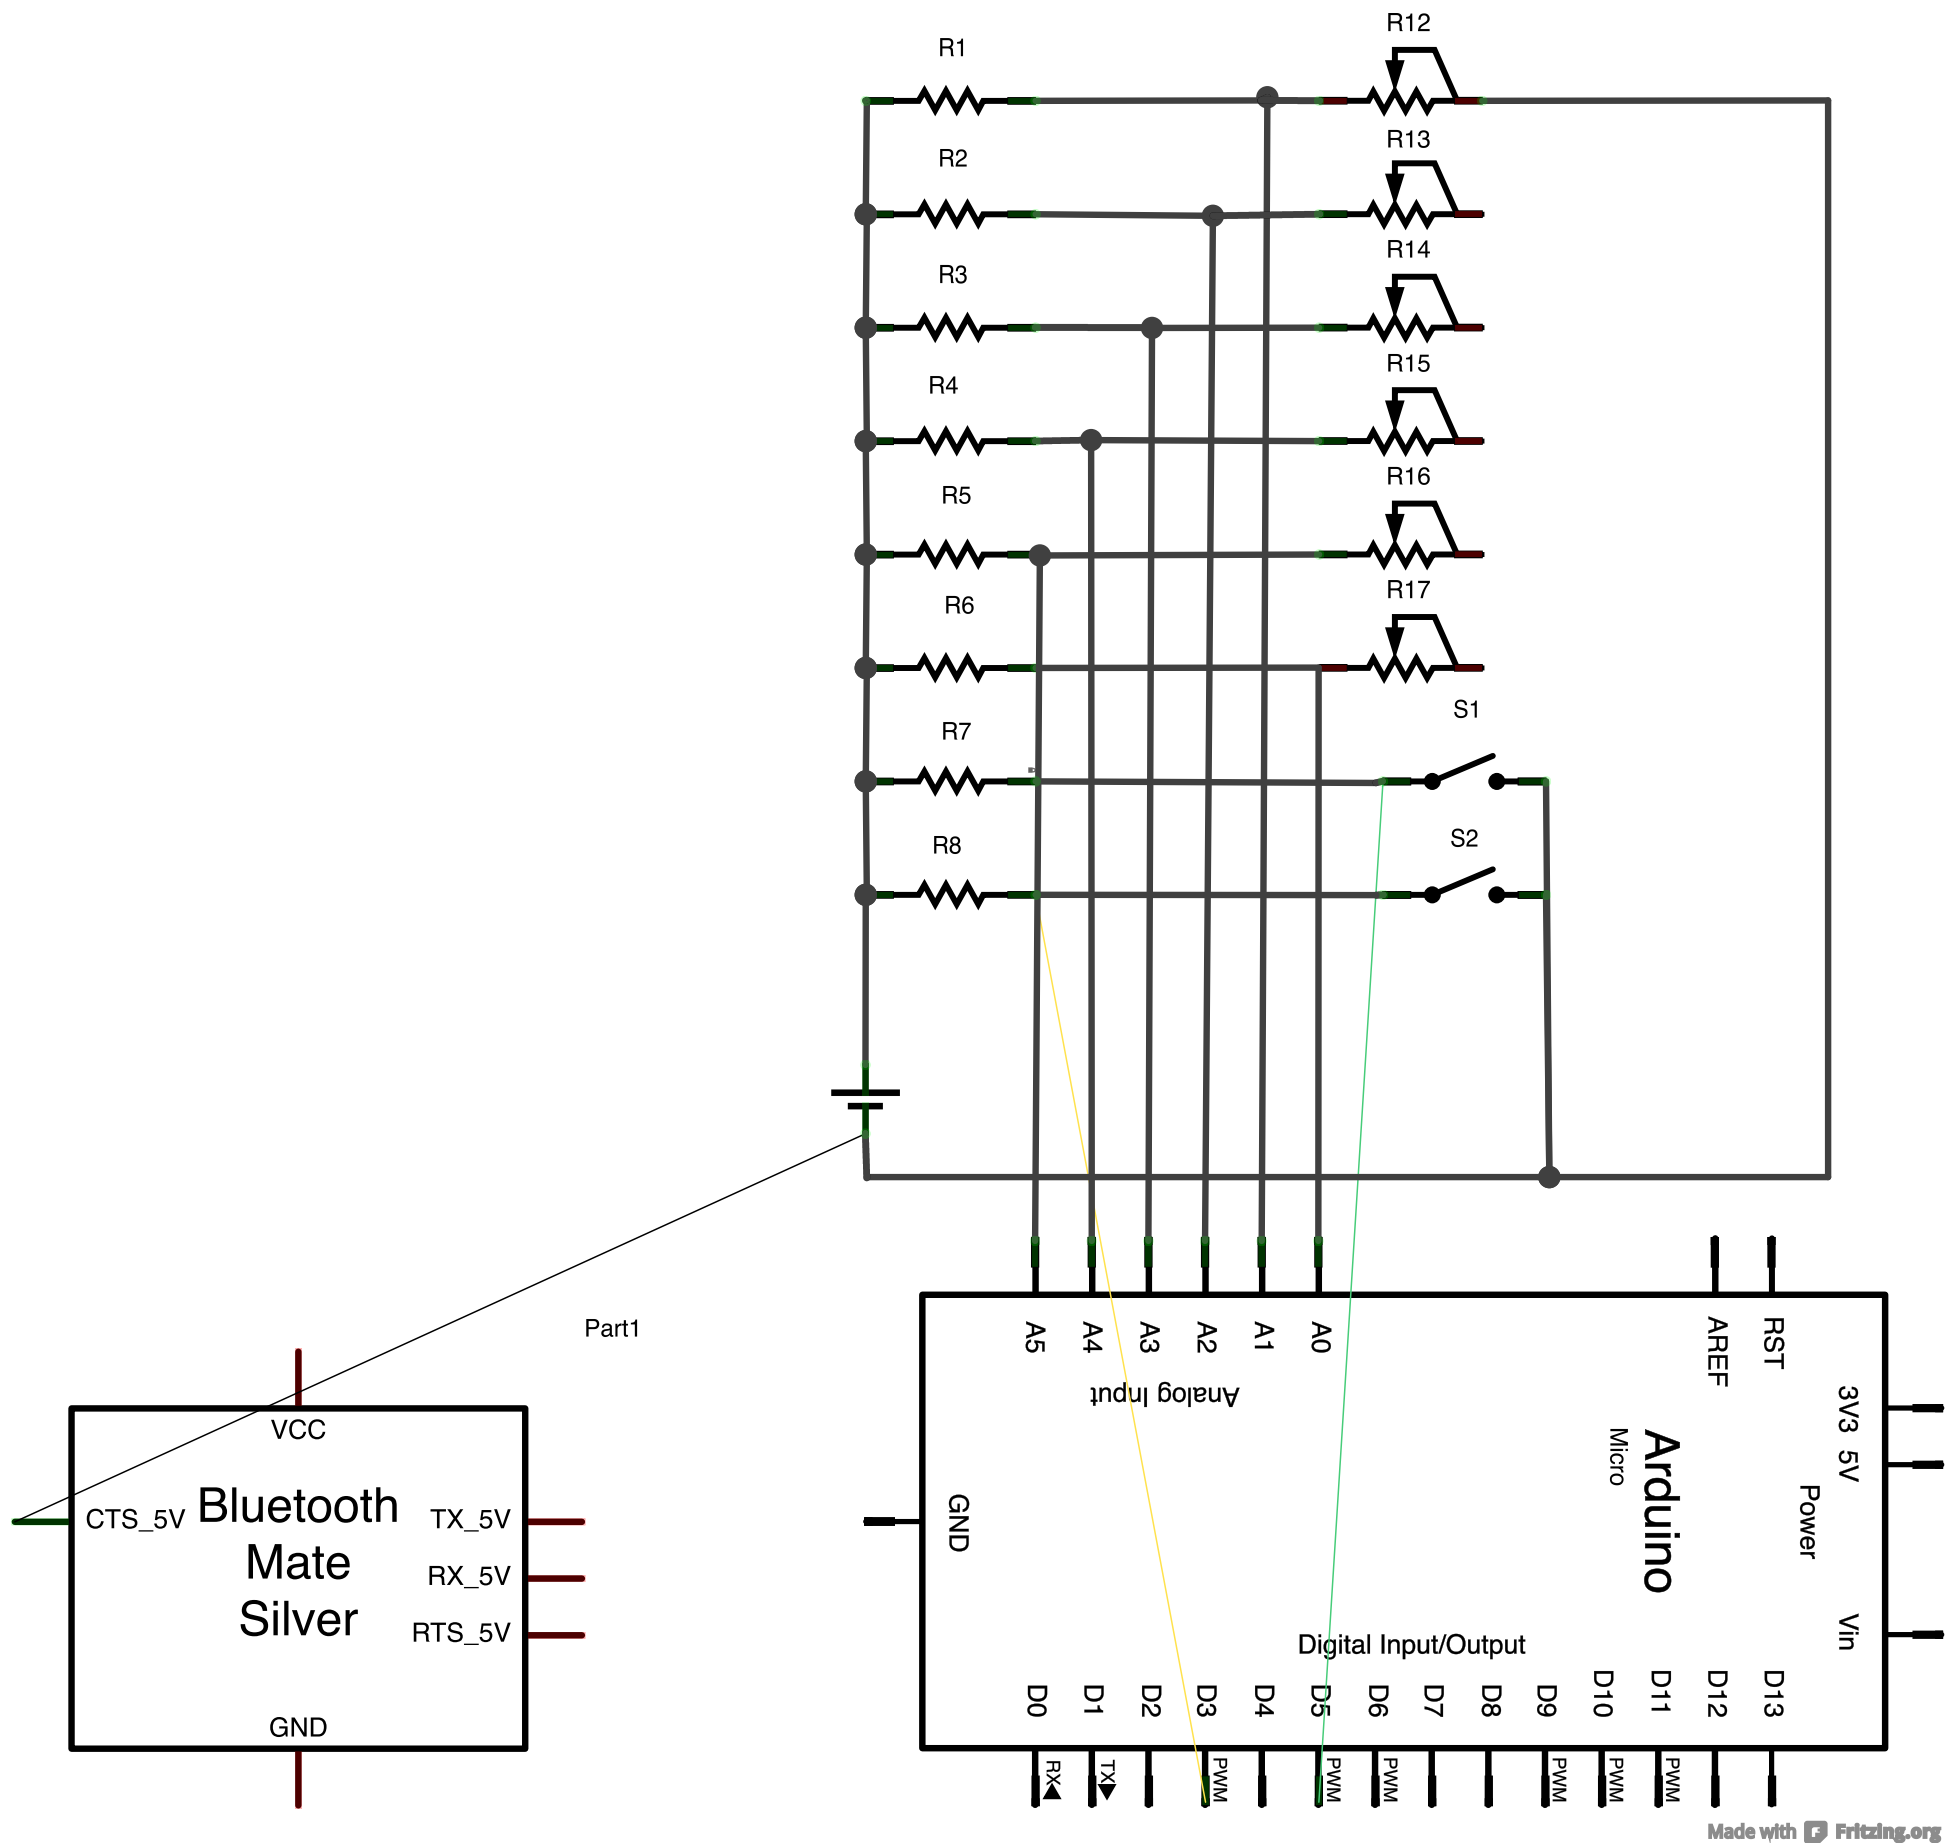 R12
R1
R13
R2
R14
R3
R15
R4
R16
R5
R17
R6
S1
R7
S2
R8
Part1
VCC
CTS_5V
Bluetooth
Mate
Silver
TX_5V
RX_5V
RTS_5V
GND
A5
A4
A3
A2
A1
A0
AREF
RST
Analog Input
3V3
5V
Power
Vin
Arduino
Micro
GND
Digital Input/Output
D0
D1
D2
D3
D4
D5
D6
D7
D8
D9
D10
D11
D12
D13
RX
TX
PWM
PWM
PWM
PWM
PWM
PWM
Made with Fritzing.org